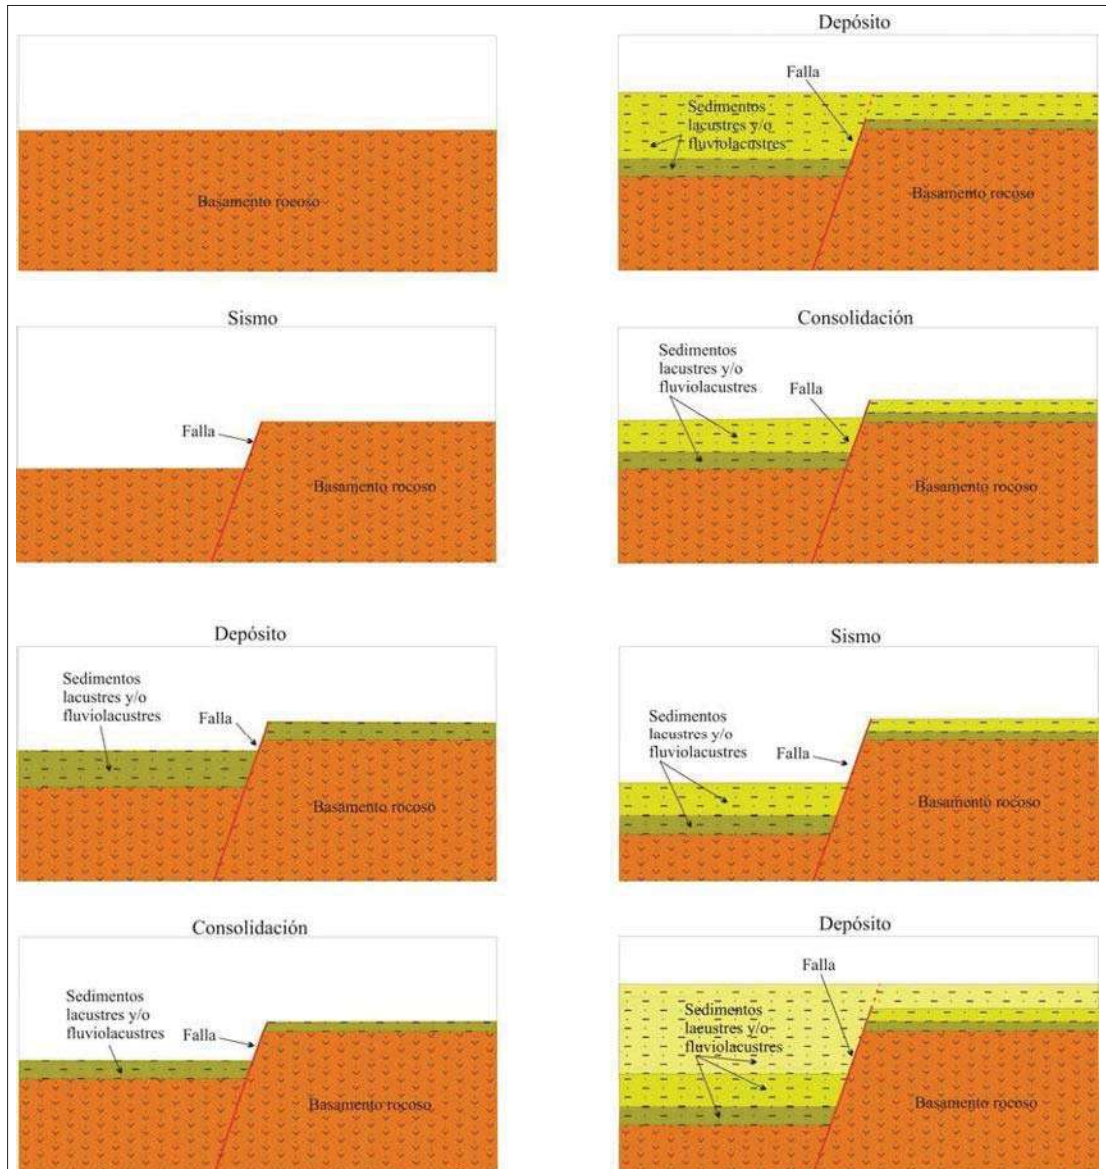 Basamento rocoso
Sismo
Falla
Basamento rocoso
Depósito
Sedimentos
lacustres y/o
fluviolacustres
Falla
Basamento rocoso
Consolidación
Sedimentos
lacustres y/o
fluviolacustres
Falla
Basamento rocoso
Depósito
Falla
Sedimentos
lacustres y/o
fluviolacustres
Basamento rocoso
Consolidación
Sedimentos
lacustres y/o
fluviolacustres
Falla
Basamento rocoso
Sismo
Sedimentos
lacustres y/o
fluviolacustres
Falla
Basamento rocoso
Depósito
Falla
Sedimentos
lacustres y/o
fluviolacustres
Basamento rocoso